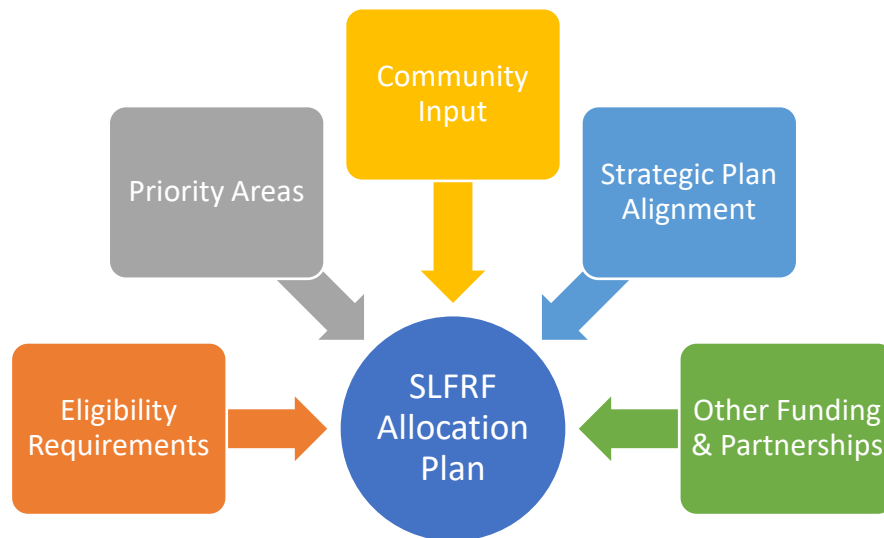 Community
Input
Priority Areas
Strategic Plan
Alignment
Eligibility
Requirements
SLFRF
Allocation
Plan
Other Funding
& Partnerships